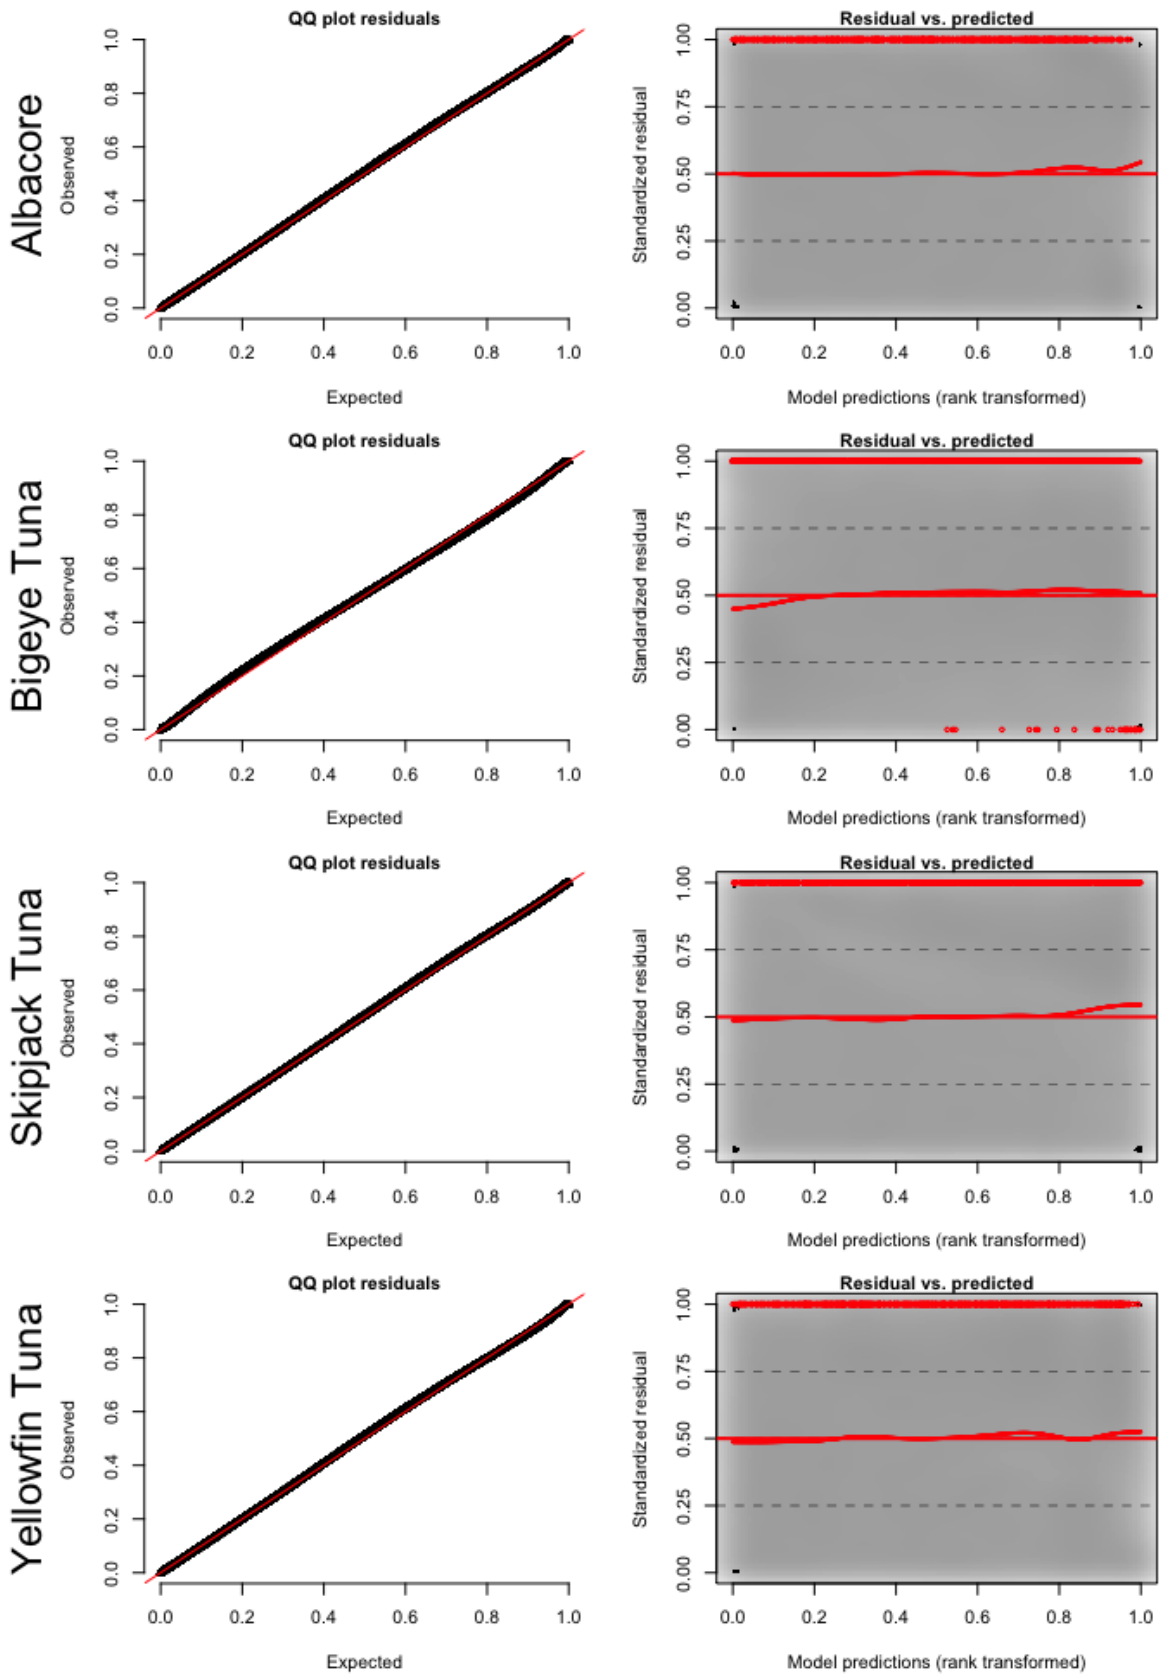 Albacore
QQ plot residuals
Observed
1.0
0.8
0.6
0.4
0.2
0.0
0.0 0.2 0.4 0.6 0.8 1.0
Expected
Residual vs. predicted
Standardized residual
1.00
0.75
0.50
0.25
0.00
0.0 0.2 0.4 0.6 0.8 1.0
Model predictions (rank transformed)
Bigeye Tuna
QQ plot residuals
Observed
1.0
0.8
0.6
0.4
0.2
0.0
0.0 0.2 0.4 0.6 0.8 1.0
Expected
Residual vs. predicted
Standardized residual
1.00
0.75
0.50
0.25
0.00
0.0 0.2 0.4 0.6 0.8 1.0
Model predictions (rank transformed)
Skipjack Tuna
QQ plot residuals
Observed
1.0
0.8
0.6
0.4
0.2
0.0
0.0 0.2 0.4 0.6 0.8 1.0
Expected
Residual vs. predicted
Standardized residual
1.00
0.75
0.50
0.25
0.00
0.0 0.2 0.4 0.6 0.8 1.0
Model predictions (rank transformed)
Yellowfin Tuna
QQ plot residuals
Observed
1.0
0.8
0.6
0.4
0.2
0.0
0.0 0.2 0.4 0.6 0.8 1.0
Expected
Residual vs. predicted
Standardized residual
1.00
0.75
0.50
0.25
0.00
0.0 0.2 0.4 0.6 0.8 1.0
Model predictions (rank transformed)